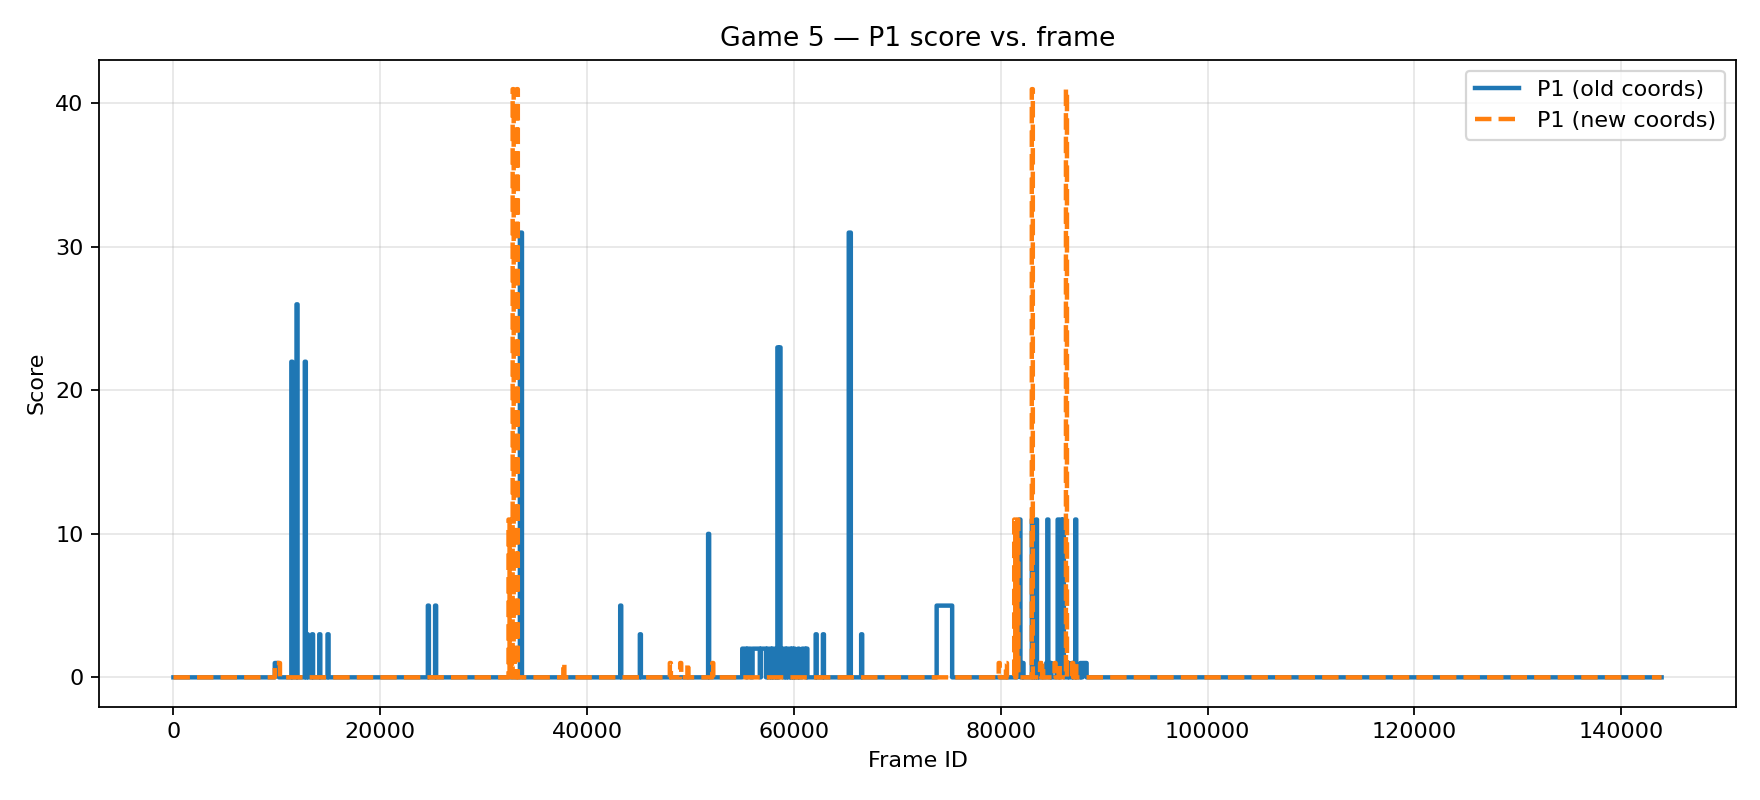 Game 5 — P1 score vs. frame
P1 (old coords)
P1 (new coords)
Score
40
30
20
10
0
0 20000 40000 60000 80000 100000 120000 140000
Frame ID